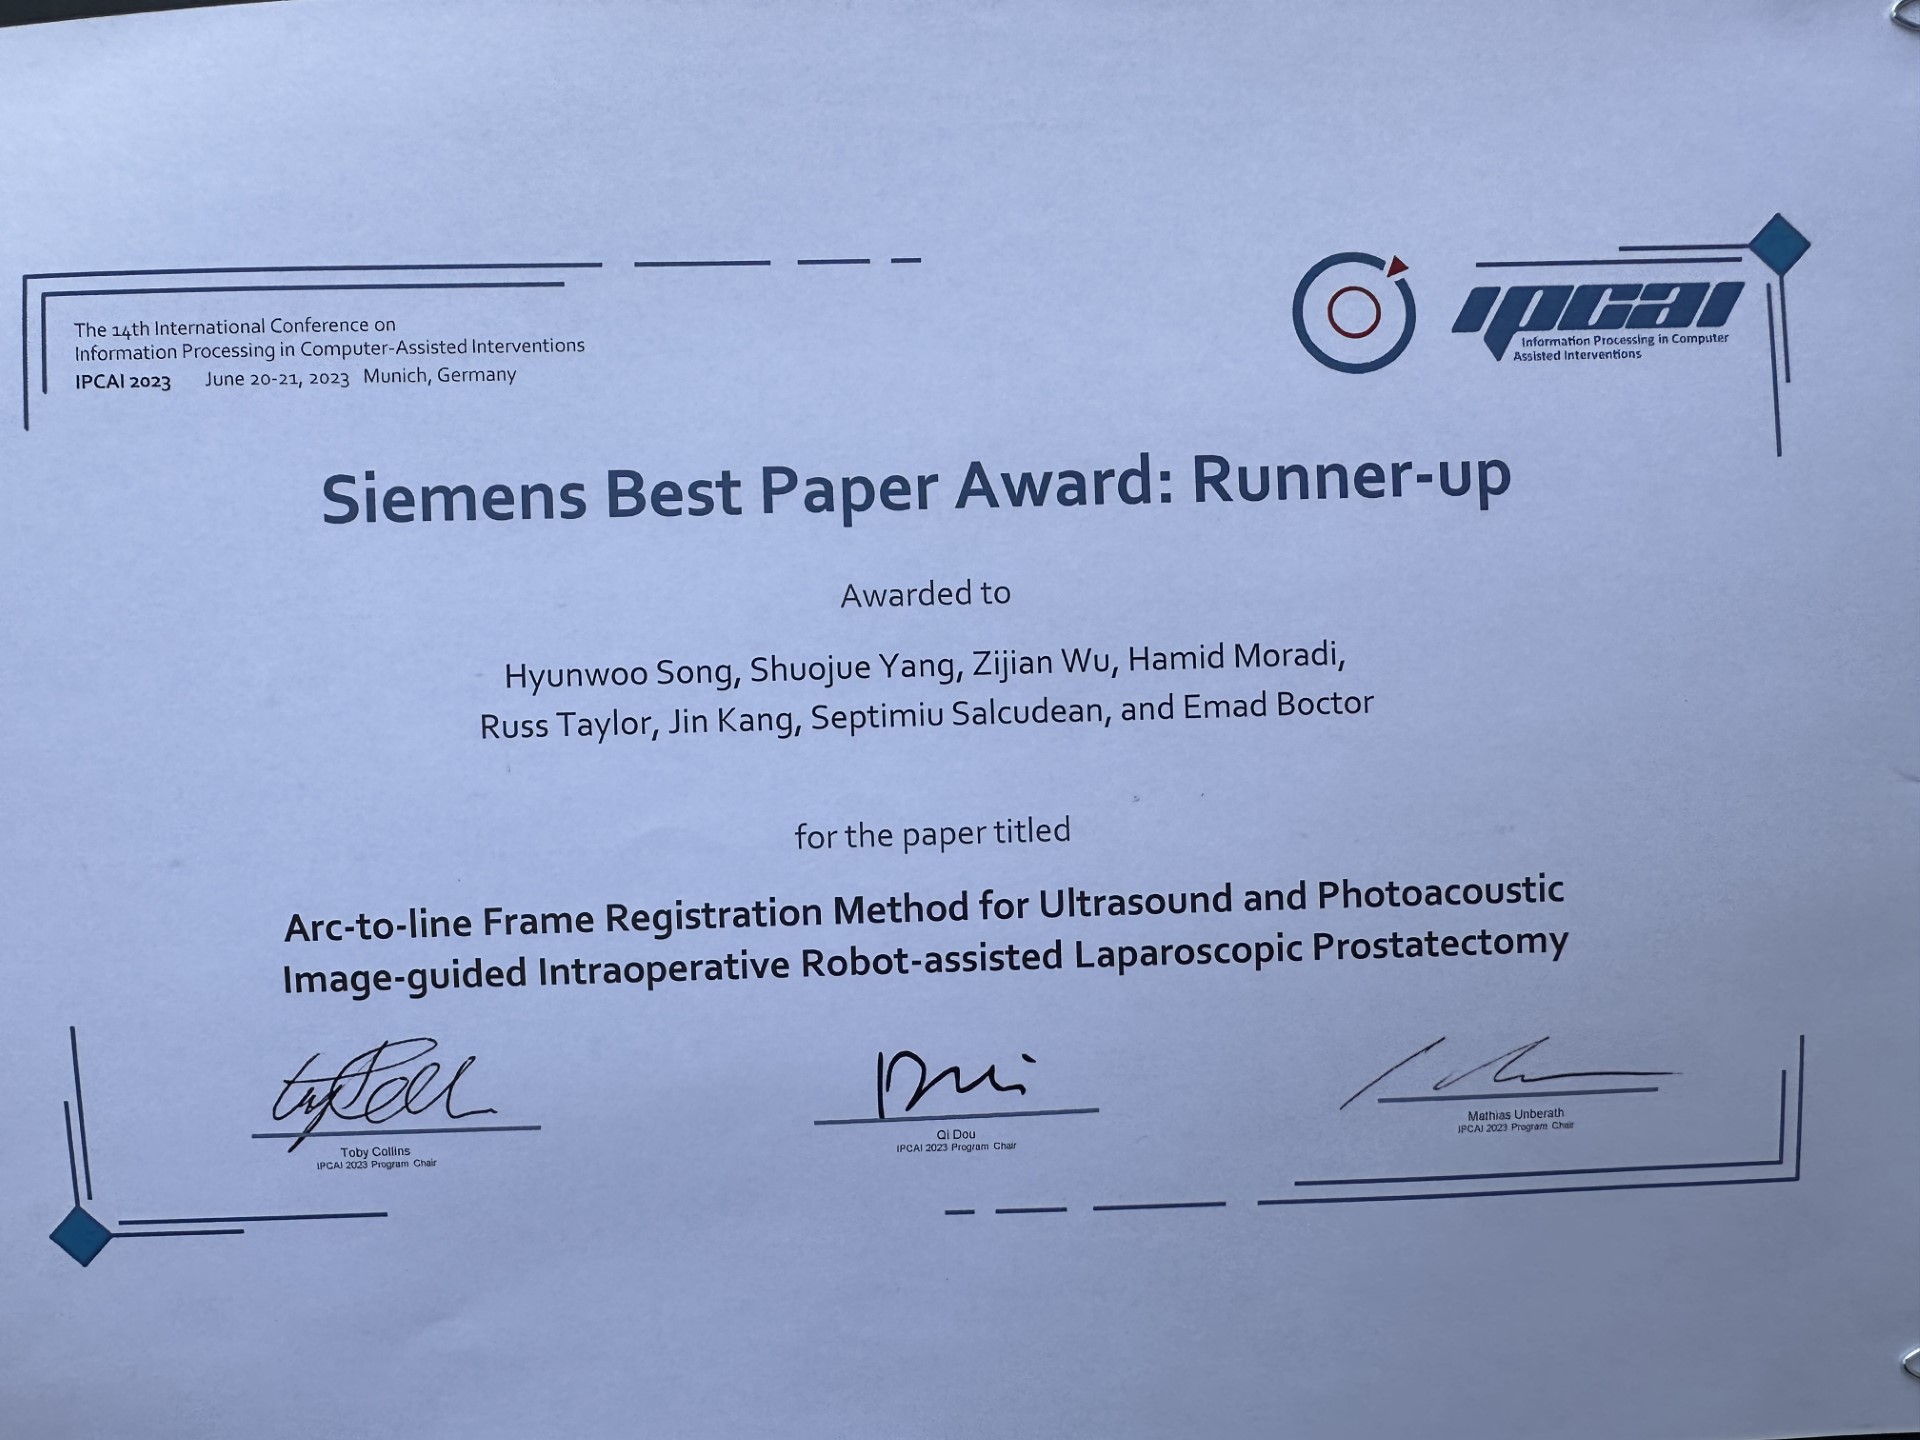 The 14th International Conference on
Information Processing in Computer-Assisted Interventions
IPCAI 2023 June 20-21, 2023 Munich, Germany
ipcai
Information Processing in Computer
Assisted Interventions
Siemens Best Paper Award: Runner-up
Awarded to
Hyunwoo Song, Shuojue Yang, Zijian Wu, Hamid Moradi,
Russ Taylor, Jin Kang, Septimiu Salcudean, and Emad Boctor
for the paper titled
Arc-to-line Frame Registration Method for Ultrasound and Photoacoustic
Image-guided Intraoperative Robot-assisted Laparoscopic Prostatectomy
Toby Collins
IPCAI 2023 Program Chair
Qi Dou
IPCAI 2023 Program Chair
Mathias Unberath
IPCAI 2023 Program Chair